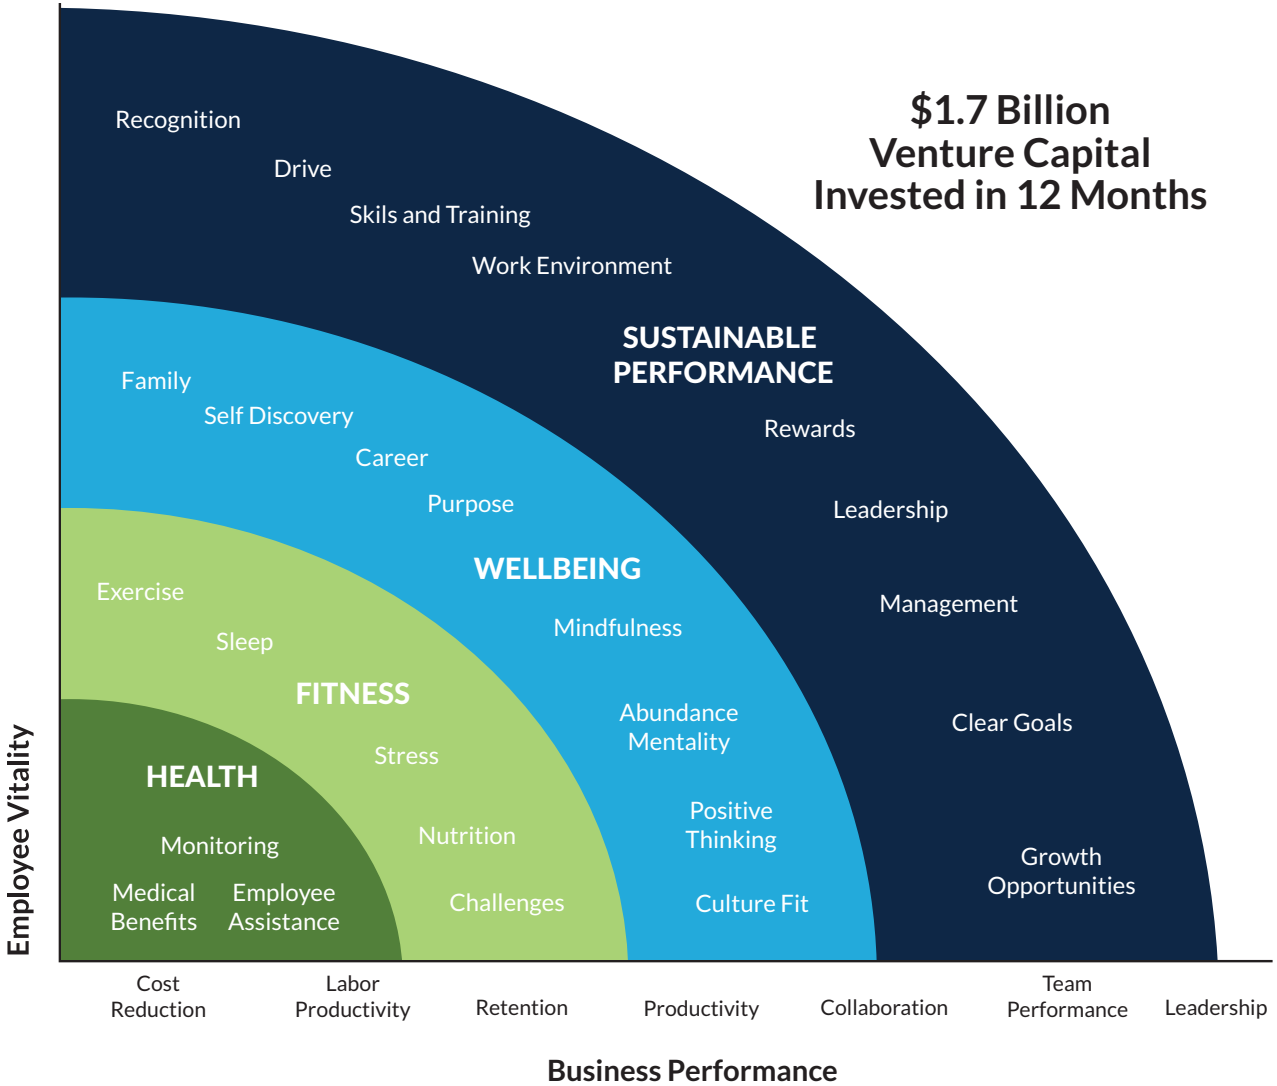 $1.7 Billion
Venture Capital
Invested in 12 Months
Recognition
Drive
Skils and Training
Work Environment
SUSTAINABLE
PERFORMANCE
Rewards
Leadership
Management
Clear Goals
Growth
Opportunities
Family
Self Discovery
Career
Purpose
WELLBEING
Mindfulness
Abundance
Mentality
Positive
Thinking
Culture Fit
Exercise
Sleep
FITNESS
Stress
Nutrition
Challenges
HEALTH
Monitoring
Medical
Benefits
Employee
Assistance
Employee Vitality
Cost
Reduction
Labor
Productivity
Retention
Productivity
Collaboration
Team
Performance
Leadership
Business Performance